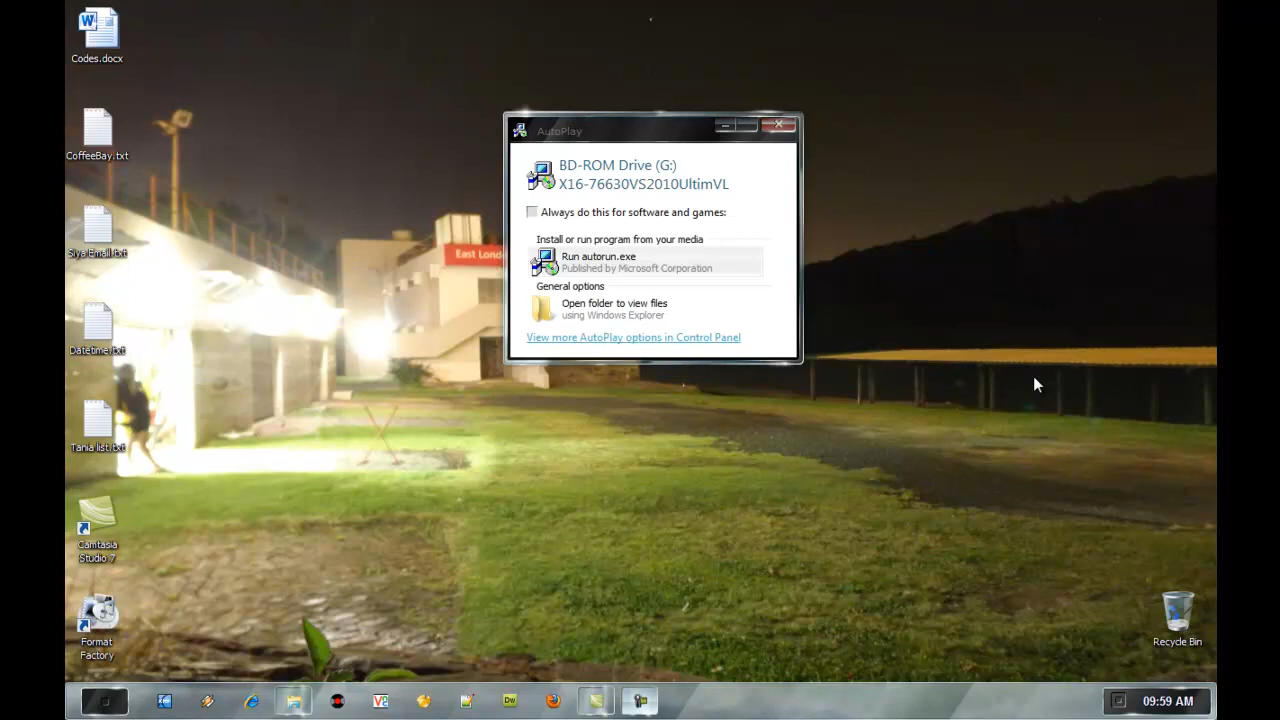 Codes.docx
CoffeeBay.txt
Siya Email.txt
Datetime.txt
Tania list.txt
Camtasia
Studio 7
Format
Factory
East Lond
AutoPlay
BD-ROM Drive (G:)
X16-76630VS2010UltimVL
Always do this for software and games:
Install or run program from your media
Run autorun.exe
Published by Microsoft Corporation
General options
Open folder to view files
using Windows Explorer
View more AutoPlay options in Control Panel
Recycle Bin
Dw
09:59 AM